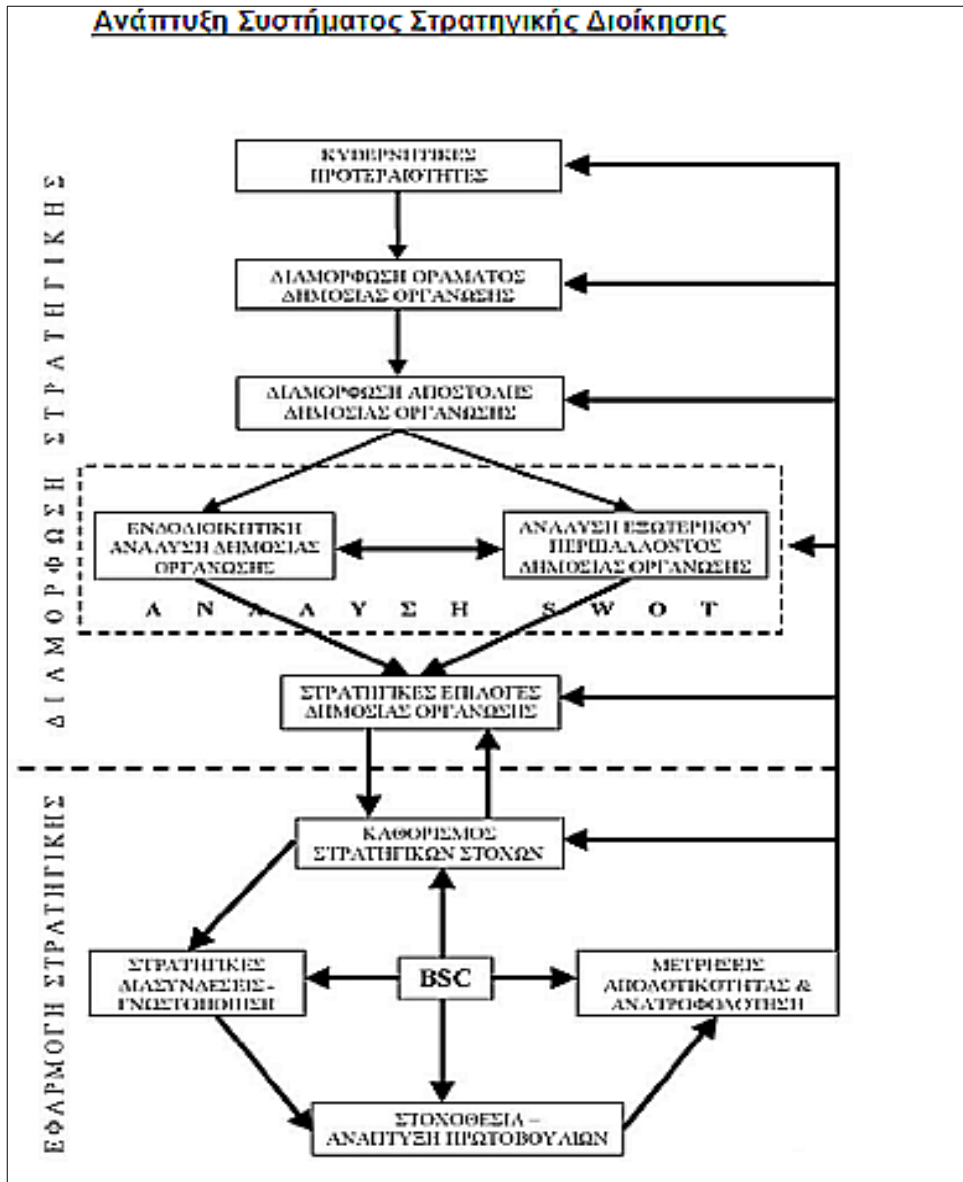 Ανάπτυξη Συστήματος Στρατηγικής Διοίκησης
ΔΙΑΜΟΡΦΩΣΗ ΣΤΡΑΤΗΓΙΚΗΣ
ΚΥΒΕΡΝΗΤΙΚΕΣ
ΠΡΟΤΕΡΑΙΟΤΗΤΕΣ
ΔΙΑΜΟΡΦΩΣΗ ΟΡΑΜΑΤΟΣ
ΔΗΜΟΣΙΑΣ ΟΡΓΑΝΩΣΗΣ
ΔΙΑΜΟΡΦΩΣΗ ΑΠΟΣΤΟΛΗΣ
ΔΗΜΟΣΙΑΣ ΟΡΓΑΝΩΣΗΣ
ΕΝΔΟΔΙΟΙΚΗΤΙΚΗ
ΑΝΑΛΥΣΗ ΔΗΜΟΣΙΑΣ
ΟΡΓΑΝΩΣΗΣ
ΑΝΑΛΥΣΗ ΕΞΩΤΕΡΙΚΟΥ
ΠΕΡΙΒΑΛΛΟΝΤΟΣ
ΔΗΜΟΣΙΑΣ ΟΡΓΑΝΩΣΗΣ
ΑΝΑΛΥΣΗ SWOT
ΣΤΡΑΤΗΓΙΚΕΣ ΕΠΙΛΟΓΕΣ
ΔΗΜΟΣΙΑΣ ΟΡΓΑΝΩΣΗΣ
ΕΦΑΡΜΟΓΗ ΣΤΡΑΤΗΓΙΚΗΣ
ΚΑΘΟΡΙΣΜΟΣ
ΣΤΡΑΤΗΓΙΚΩΝ ΣΤΟΧΩΝ
ΣΤΡΑΤΗΓΙΚΕΣ
ΔΙΑΣΥΝΔΕΣΕΙΣ -
ΓΝΩΣΤΟΠΟΙΗΣΗ
BSC
ΜΕΤΡΗΣΕΙΣ
ΑΠΟΔΟΤΙΚΟΤΗΤΑΣ &
ΑΝΑΤΡΟΦΟΔΟΤΗΣΗ
ΣΤΟΧΟΘΕΣΙΑ –
ΑΝΑΠΤΥΞΗ ΠΡΩΤΟΒΟΥΛΙΩΝ